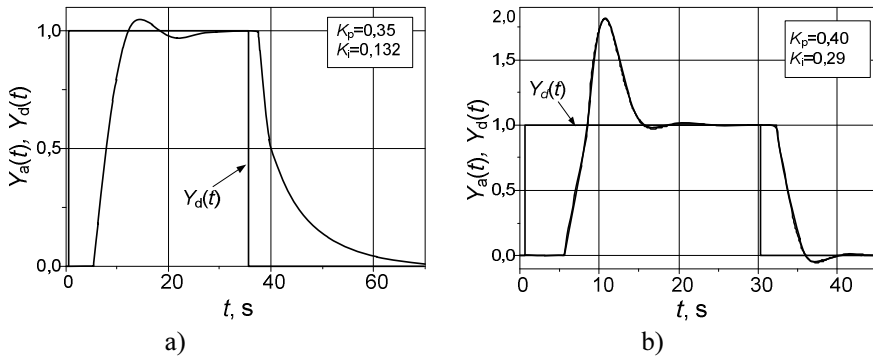 Kp=0,35
Ki=0,132
1,0
0,5
0,0
Ya(t), Yd(t)
Yd(t)
0 20 40 60
t, s
a)
Kp=0,40
Ki=0,29
2,0
1,0
1,0
0,5
0,0
Ya(t), Yd(t)
Yd(t)
0 10 20 30 40
t, s
b)